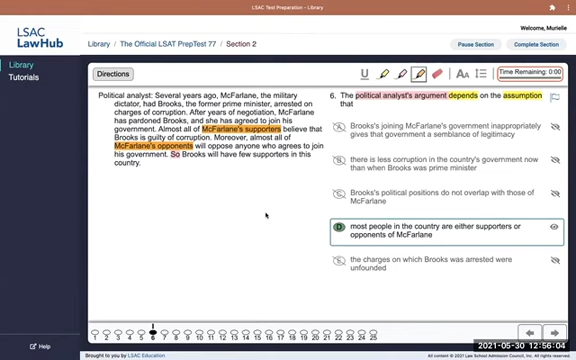 LSAC Test Preparation – Library
LSAC
LawHub
Welcome, Murielle
Library / The Official LSAT PrepTest 77 / Section 2
Pause Section
Complete Section
Library
Tutorials
Directions
Time Remaining: 0:00
Political analyst: Several years ago, McFarlane, the military
dictator, had Brooks, the former prime minister, arrested on
charges of corruption. After years of negotiation, McFarlane
has pardoned Brooks, and she has agreed to join his
government. Almost all of McFarlane's supporters believe that
Brooks is guilty of corruption. Moreover, almost all of
McFarlane's opponents will oppose anyone who agrees to join
his government. So Brooks will have few supporters in this
country.
6. The political analyst's argument depends on the assumption
that
A
Brooks's joining McFarlane's government inappropriately
gives that government a semblance of legitimacy
B
there is less corruption in the country's government now
than when Brooks was prime minister
C
Brooks's political positions do not overlap with those of
McFarlane
D
most people in the country are either supporters or
opponents of McFarlane
E
the charges on which Brooks was arrested were
unfounded
1 2 3 4 5 6 7 8 9 10 11 12 13 14 15 16 17 18 19 20 21 22 23 24 25
Help
2021-05-30 12:56:04
Brought to you by LSAC Education
All content © 2021 Law School Admission Council, Inc. All Rights Reserved.